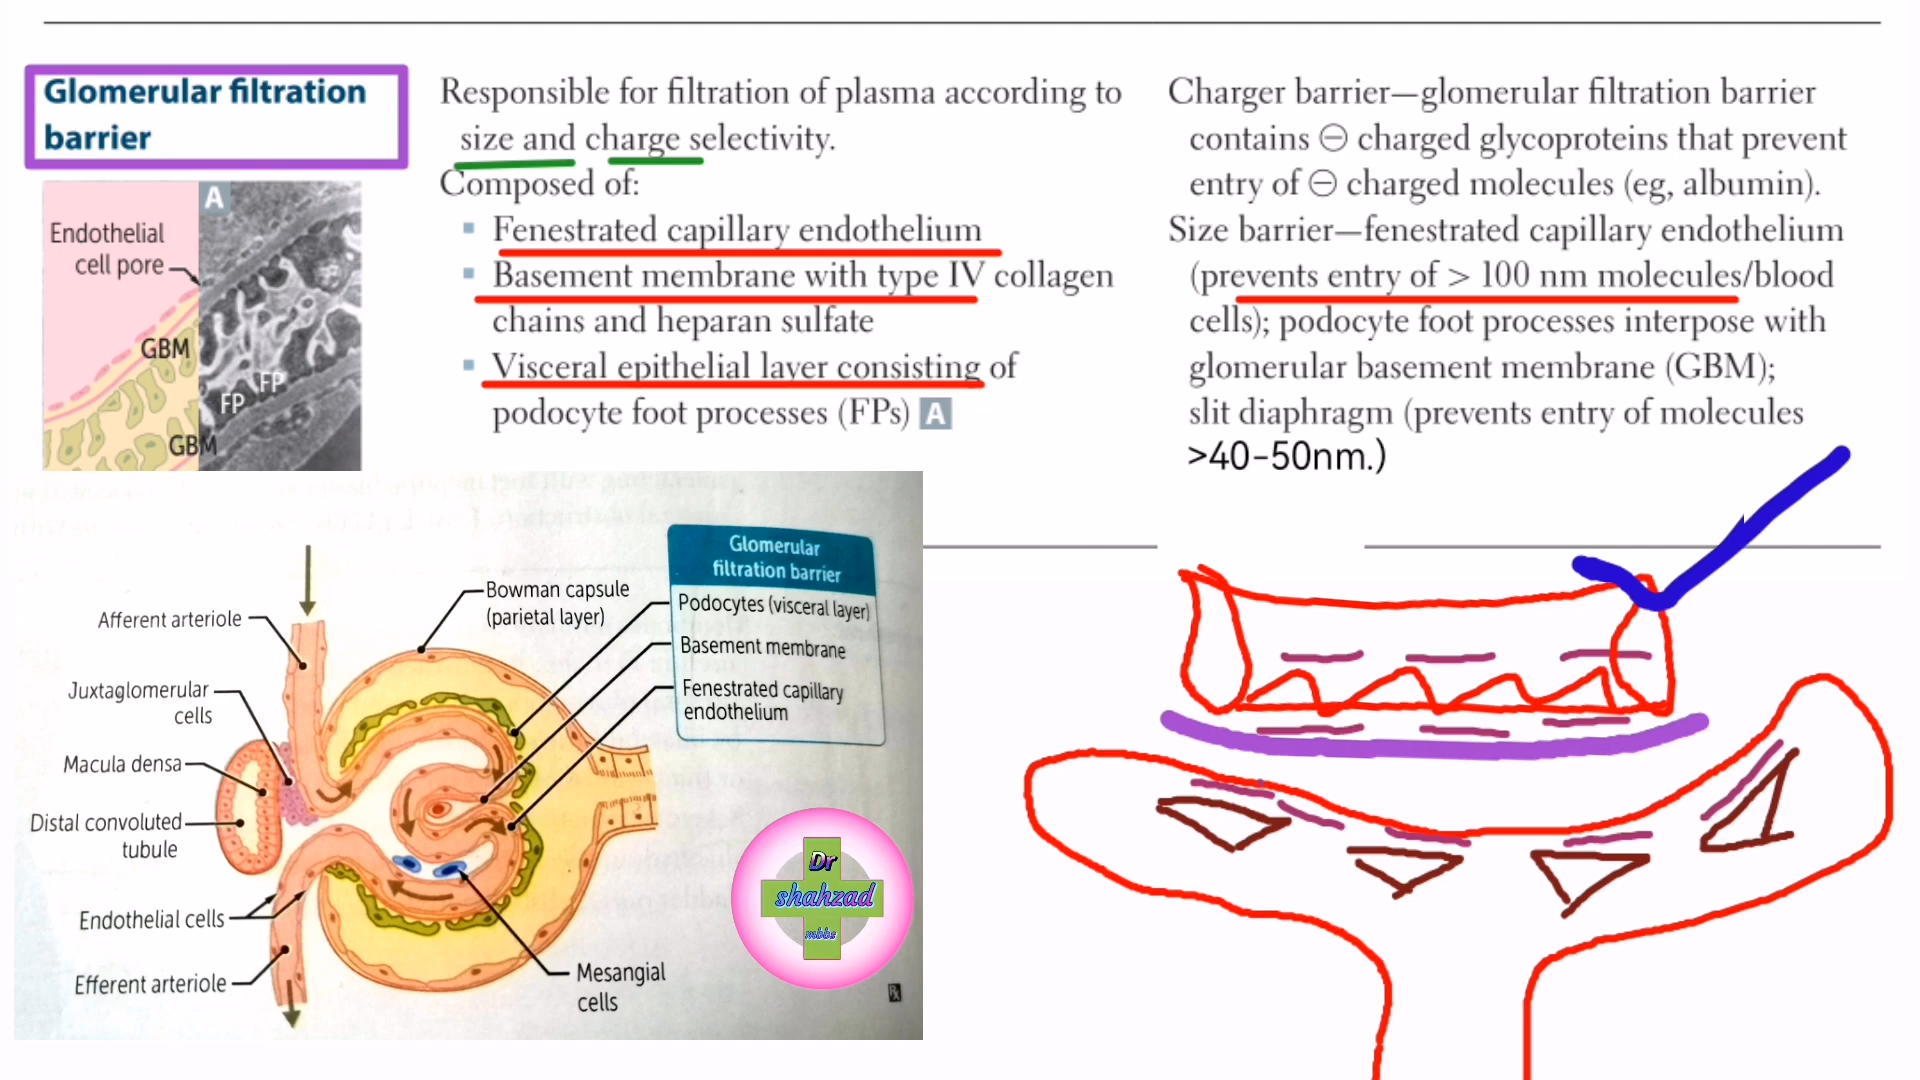 Glomerular filtration
barrier
Endothelial
cell pore
A
GBM
FP
FP
GBM
Responsible for filtration of plasma according to
size and charge selectivity.
Composed of:
Fenestrated capillary endothelium
Basement membrane with type IV collagen
chains and heparan sulfate
Visceral epithelial layer consisting of
podocyte foot processes (FPs) A
Charger barrier—glomerular filtration barrier
contains ⊖ charged glycoproteins that prevent
entry of ⊖ charged molecules (eg, albumin).
Size barrier—fenestrated capillary endothelium
(prevents entry of > 100 nm molecules/blood
cells); podocyte foot processes interpose with
glomerular basement membrane (GBM);
slit diaphragm (prevents entry of molecules
>40-50nm.)
Afferent arteriole
Juxtaglomerular
cells
Macula densa
Distal convoluted
tubule
Endothelial cells
Efferent arteriole
Bowman capsule
(parietal layer)
Glomerular
filtration barrier
Podocytes (visceral layer)
Basement membrane
Fenestrated capillary
endothelium
Mesangial
cells
Dr
shahzad
mbbs